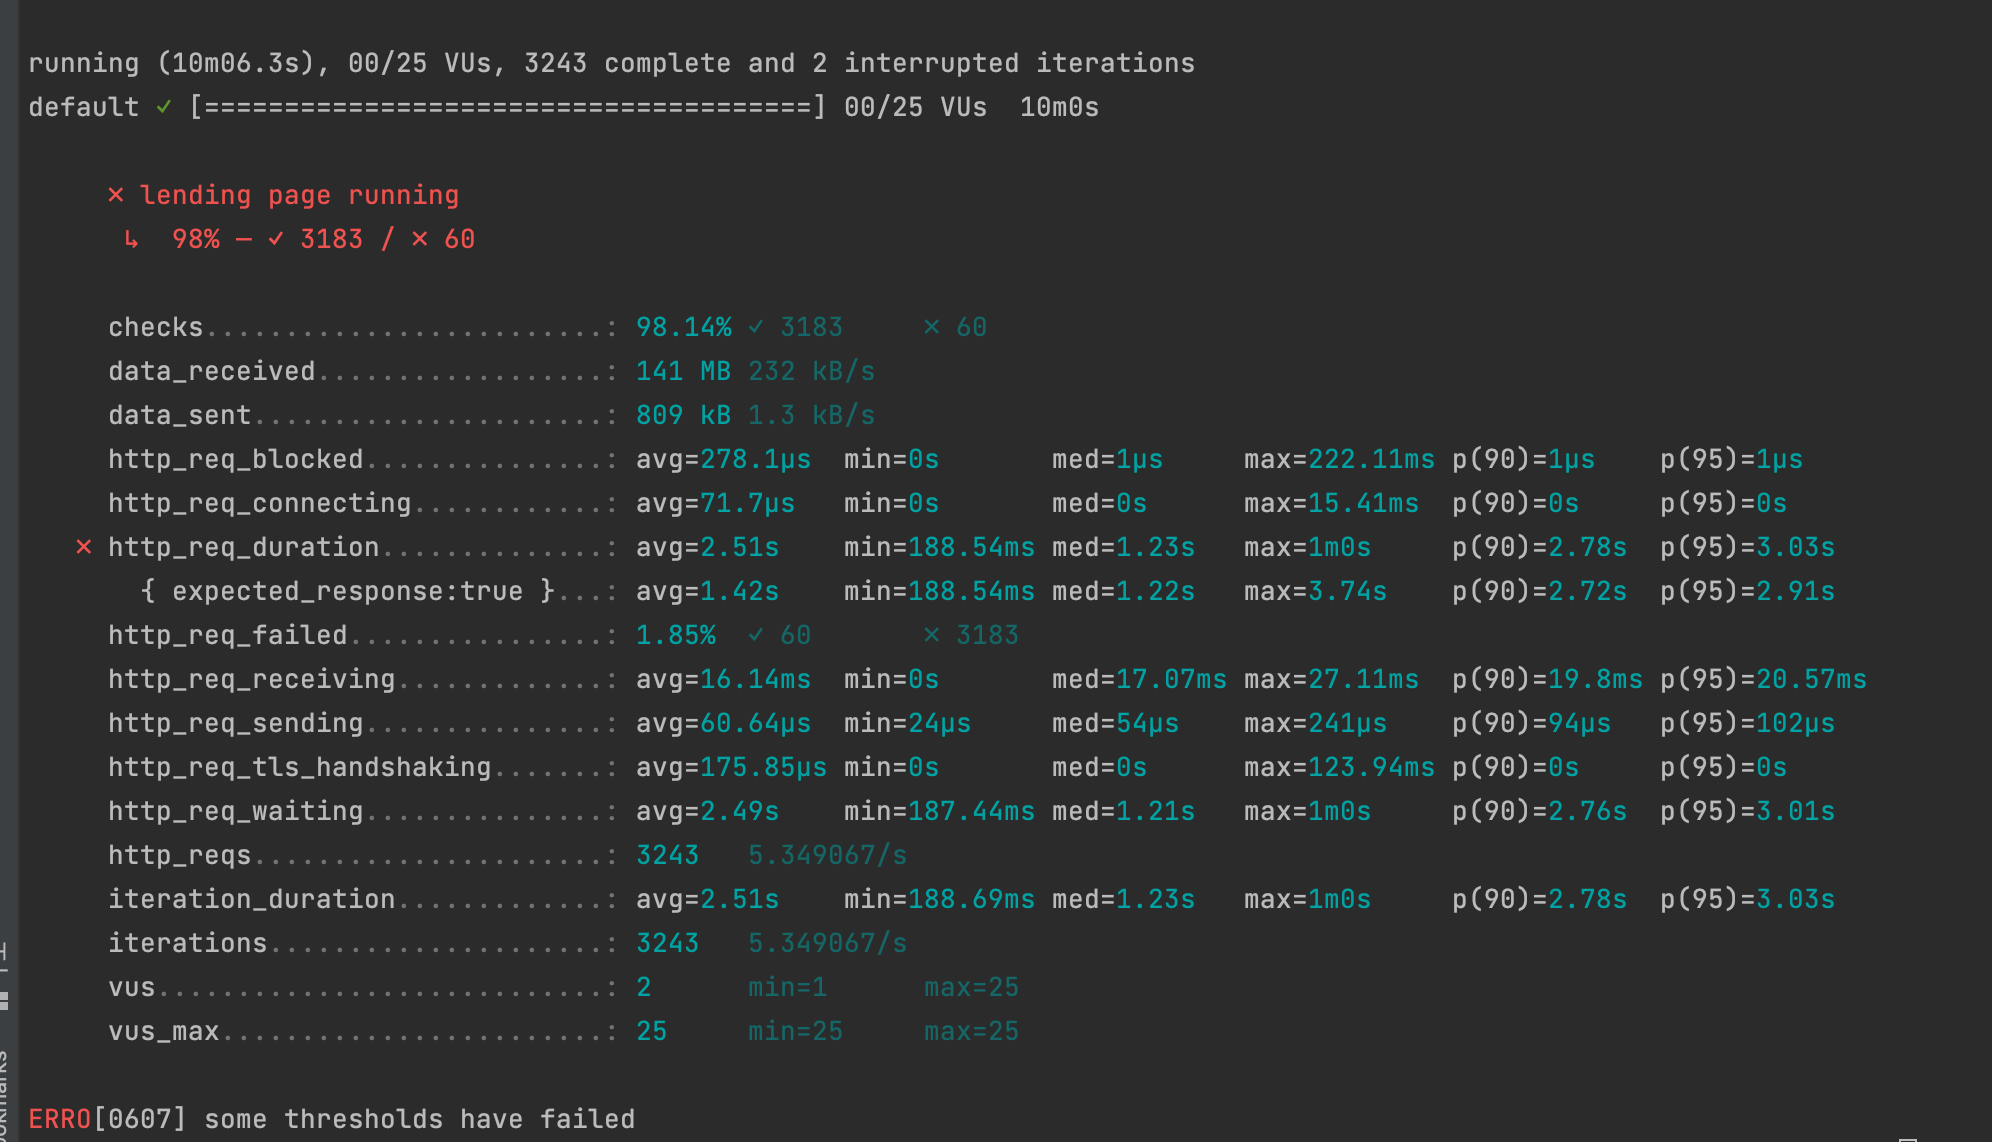 running (10m06.3s), 00/25 VUs, 3243 complete and 2 interrupted iterations
default ✓ [======================================] 00/25 VUs  10m0s
✗ lending page running
↳  98% — ✓ 3183 / ✗ 60
checks.........................: 98.14% ✓ 3183     ✗ 60
data_received..................: 141 MB 232 kB/s
data_sent......................: 809 kB 1.3 kB/s
http_req_blocked...............: avg=278.1µs  min=0s       med=1µs     max=222.11ms p(90)=1µs    p(95)=1µs
http_req_connecting............: avg=71.7µs   min=0s       med=0s      max=15.41ms  p(90)=0s     p(95)=0s
✗ http_req_duration..............: avg=2.51s    min=188.54ms med=1.23s   max=1m0s     p(90)=2.78s  p(95)=3.03s
{ expected_response:true }...: avg=1.42s    min=188.54ms med=1.22s   max=3.74s    p(90)=2.72s  p(95)=2.91s
http_req_failed................: 1.85%  ✓ 60       ✗ 3183
http_req_receiving.............: avg=16.14ms  min=0s       med=17.07ms max=27.11ms  p(90)=19.8ms p(95)=20.57ms
http_req_sending...............: avg=60.64µs  min=24µs     med=54µs    max=241µs    p(90)=94µs   p(95)=102µs
http_req_tls_handshaking.......: avg=175.85µs min=0s       med=0s      max=123.94ms p(90)=0s     p(95)=0s
http_req_waiting...............: avg=2.49s    min=187.44ms med=1.21s   max=1m0s     p(90)=2.76s  p(95)=3.01s
http_reqs......................: 3243   5.349067/s
iteration_duration.............: avg=2.51s    min=188.69ms med=1.23s   max=1m0s     p(90)=2.78s  p(95)=3.03s
iterations.....................: 3243   5.349067/s
vus............................: 2      min=1      max=25
vus_max........................: 25     min=25     max=25
ERRO[0607] some thresholds have failed